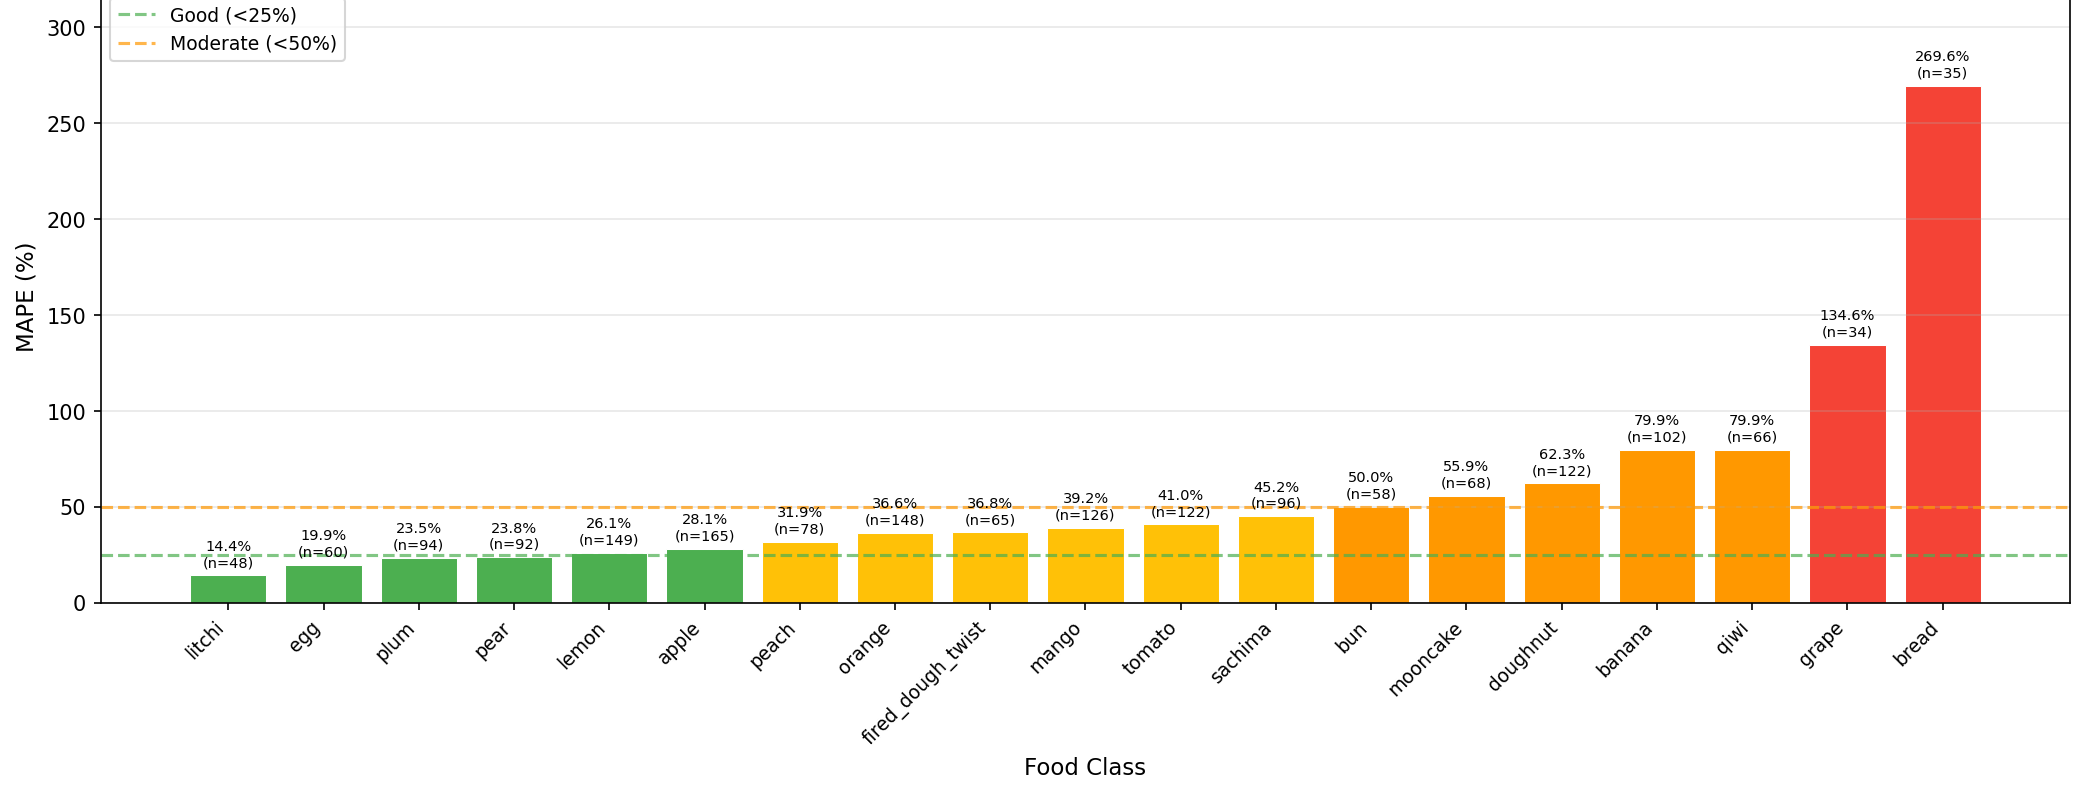 Good (<25%)
Moderate (<50%)
300
250
200
150
100
50
0
MAPE (%)
14.4%
(n=48)
19.9%
(n=60)
23.5%
(n=94)
23.8%
(n=92)
26.1%
(n=149)
28.1%
(n=165)
31.9%
(n=78)
36.6%
(n=148)
36.8%
(n=65)
39.2%
(n=126)
41.0%
(n=122)
45.2%
(n=96)
50.0%
(n=58)
55.9%
(n=68)
62.3%
(n=122)
79.9%
(n=102)
79.9%
(n=66)
134.6%
(n=34)
269.6%
(n=35)
litchi
egg
plum
pear
lemon
apple
peach
orange
fired_dough_twist
mango
tomato
sachima
bun
mooncake
doughnut
banana
qiwi
grape
bread
Food Class